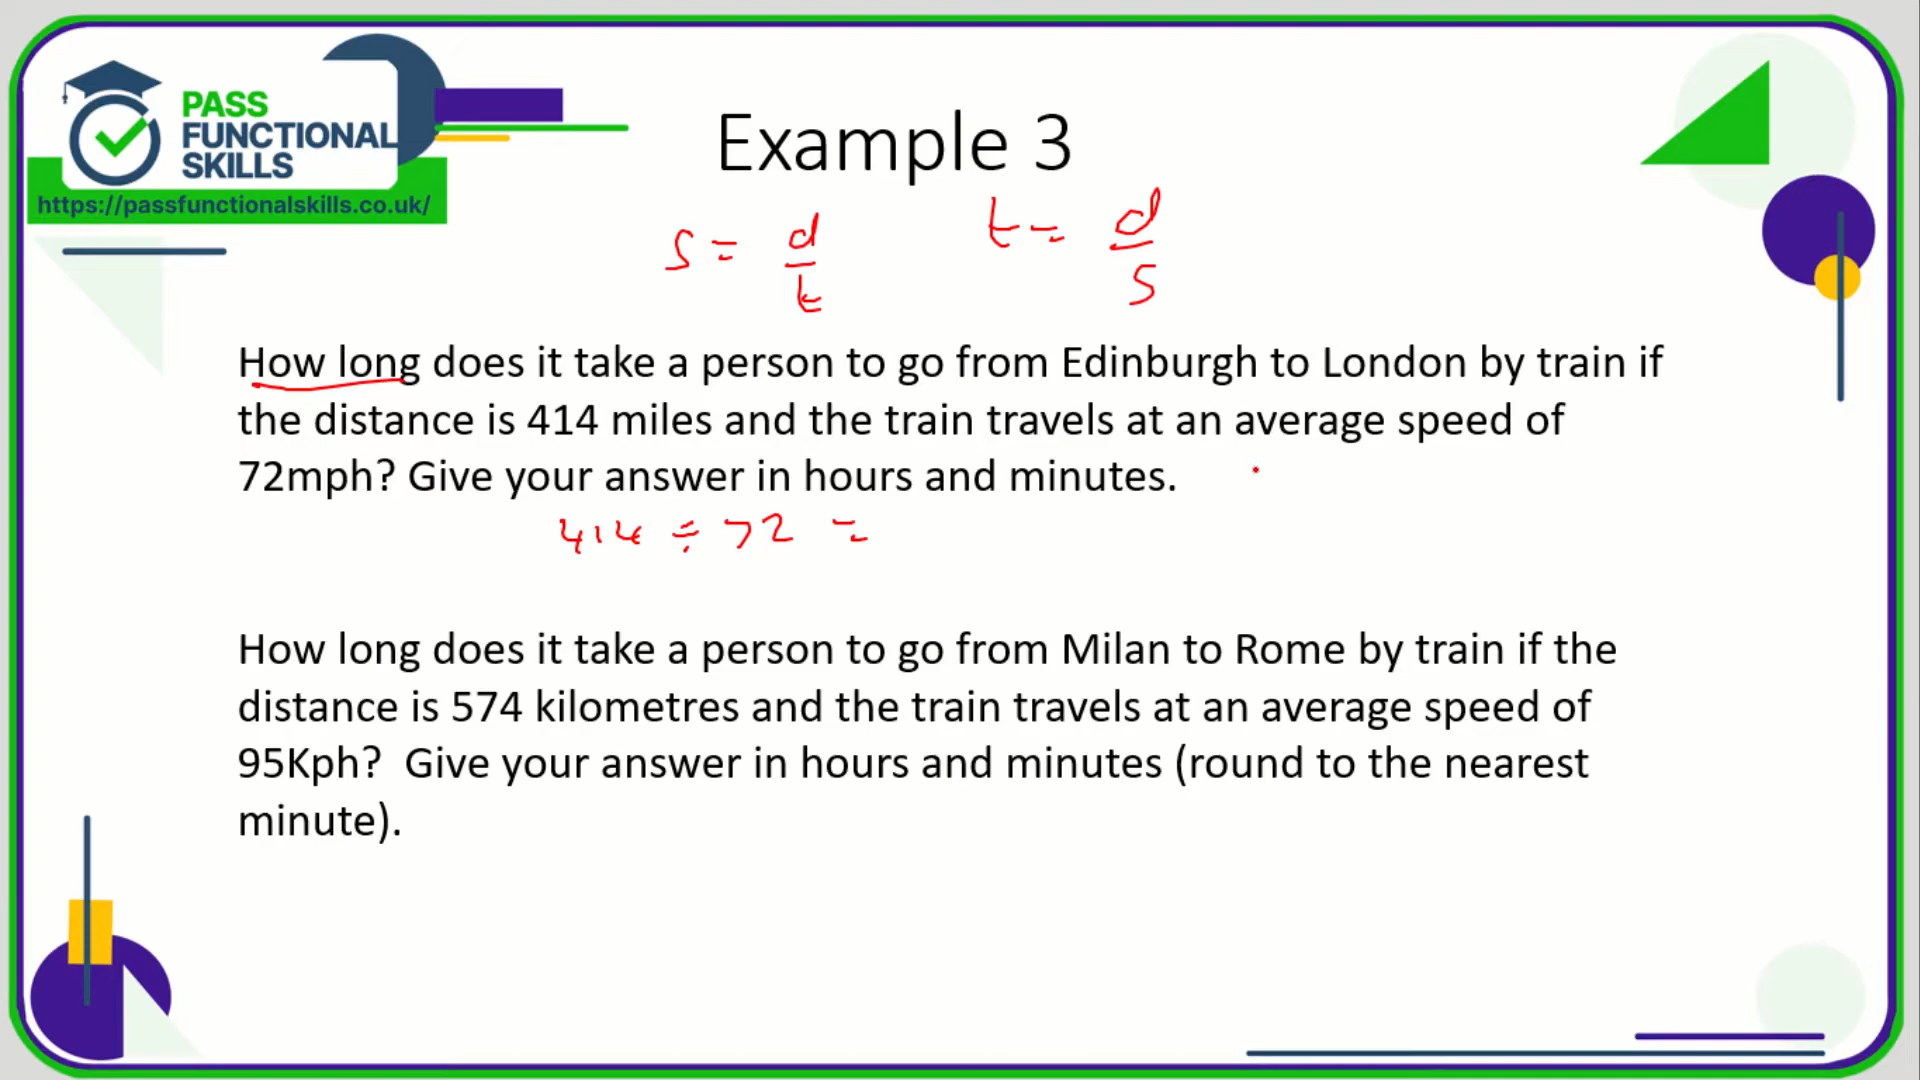 PASS
FUNCTIONAL
SKILLS
https://passfunctionalskills.co.uk/
Example 3
s = d/t
t = d/s
How long does it take a person to go from Edinburgh to London by train if
the distance is 414 miles and the train travels at an average speed of
72mph? Give your answer in hours and minutes.
414 ÷ 72 =
How long does it take a person to go from Milan to Rome by train if the
distance is 574 kilometres and the train travels at an average speed of
95Kph?  Give your answer in hours and minutes (round to the nearest
minute).